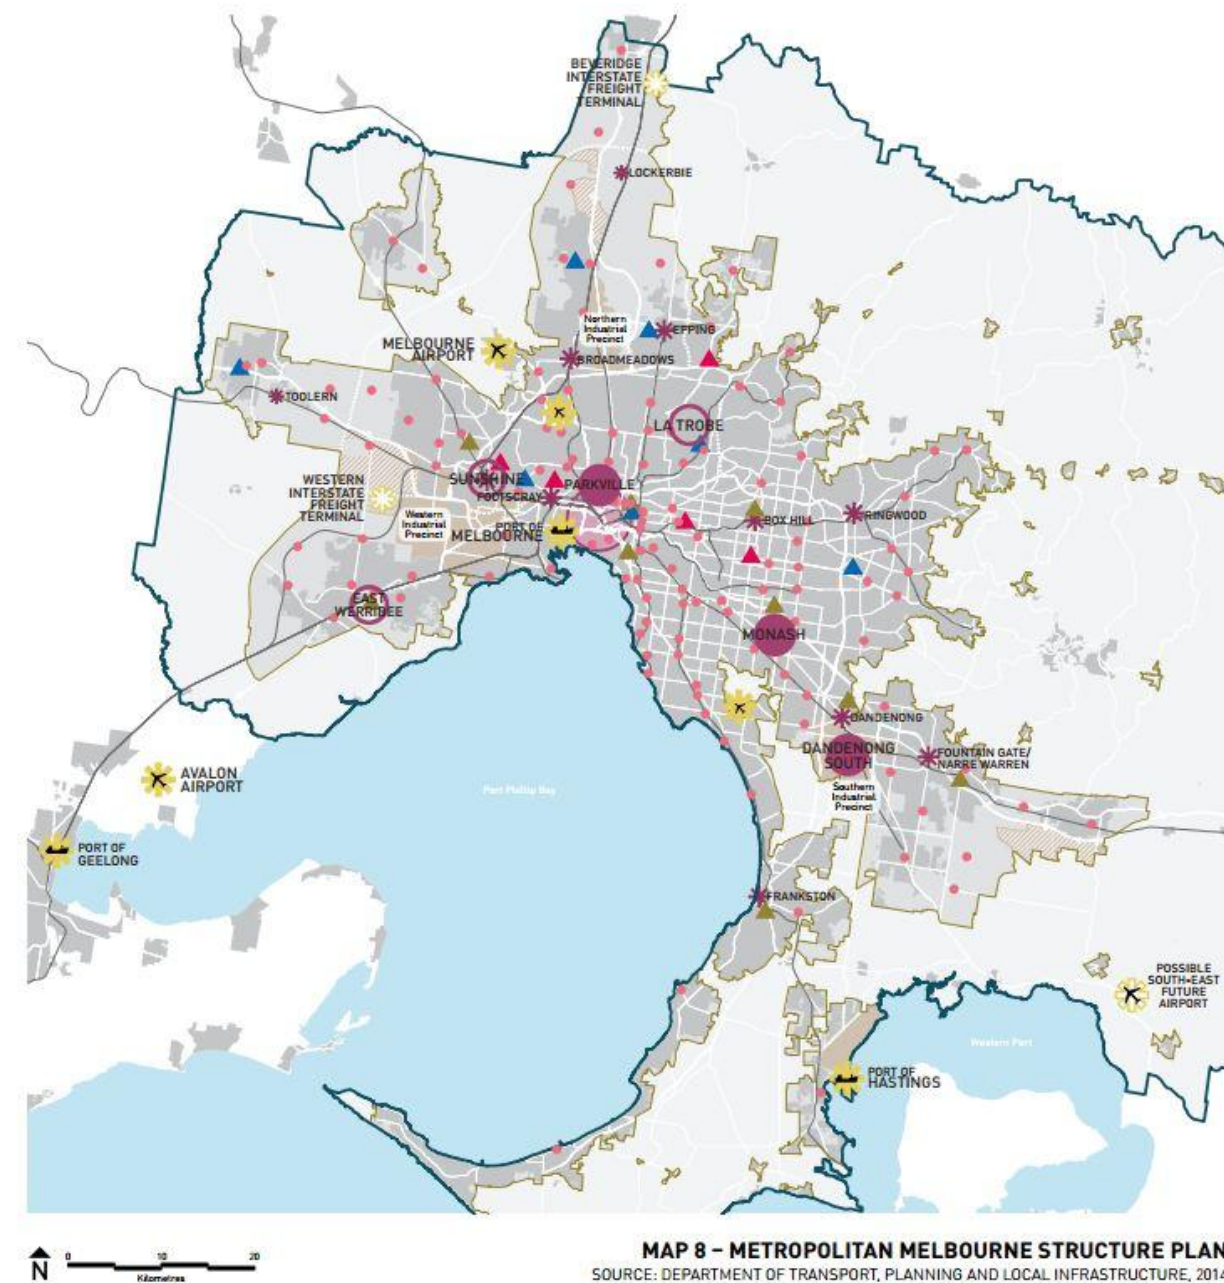 BEVERIDGE
INTERSTATE
FREIGHT
TERMINAL
LOCKERBIE
Northern
Industrial
Precinct
EPPING
MELBOURNE
AIRPORT
BROADMEADOWS
TOOLERN
LA TROBE
SUNSHINE
PARKVILLE
FOOTSCRAY
WESTERN
INTERSTATE
FREIGHT
TERMINAL
Western
Industrial
Precinct
PORT OF
MELBOURNE
BOX HILL
RINGWOOD
EAST
WERRIBEE
MONASH
DANDENONG
DANDENONG
SOUTH
FOUNTAIN GATE/
NARRE WARREN
Southern
Industrial
Precinct
AVALON
AIRPORT
Port Phillip Bay
PORT OF
GEELONG
FRANKSTON
POSSIBLE
SOUTH-EAST
FUTURE
AIRPORT
Western Port
PORT OF
HASTINGS
N
0 10 20
Kilometres
MAP 8 – METROPOLITAN MELBOURNE STRUCTURE PLAN
SOURCE: DEPARTMENT OF TRANSPORT, PLANNING AND LOCAL INFRASTRUCTURE, 2014